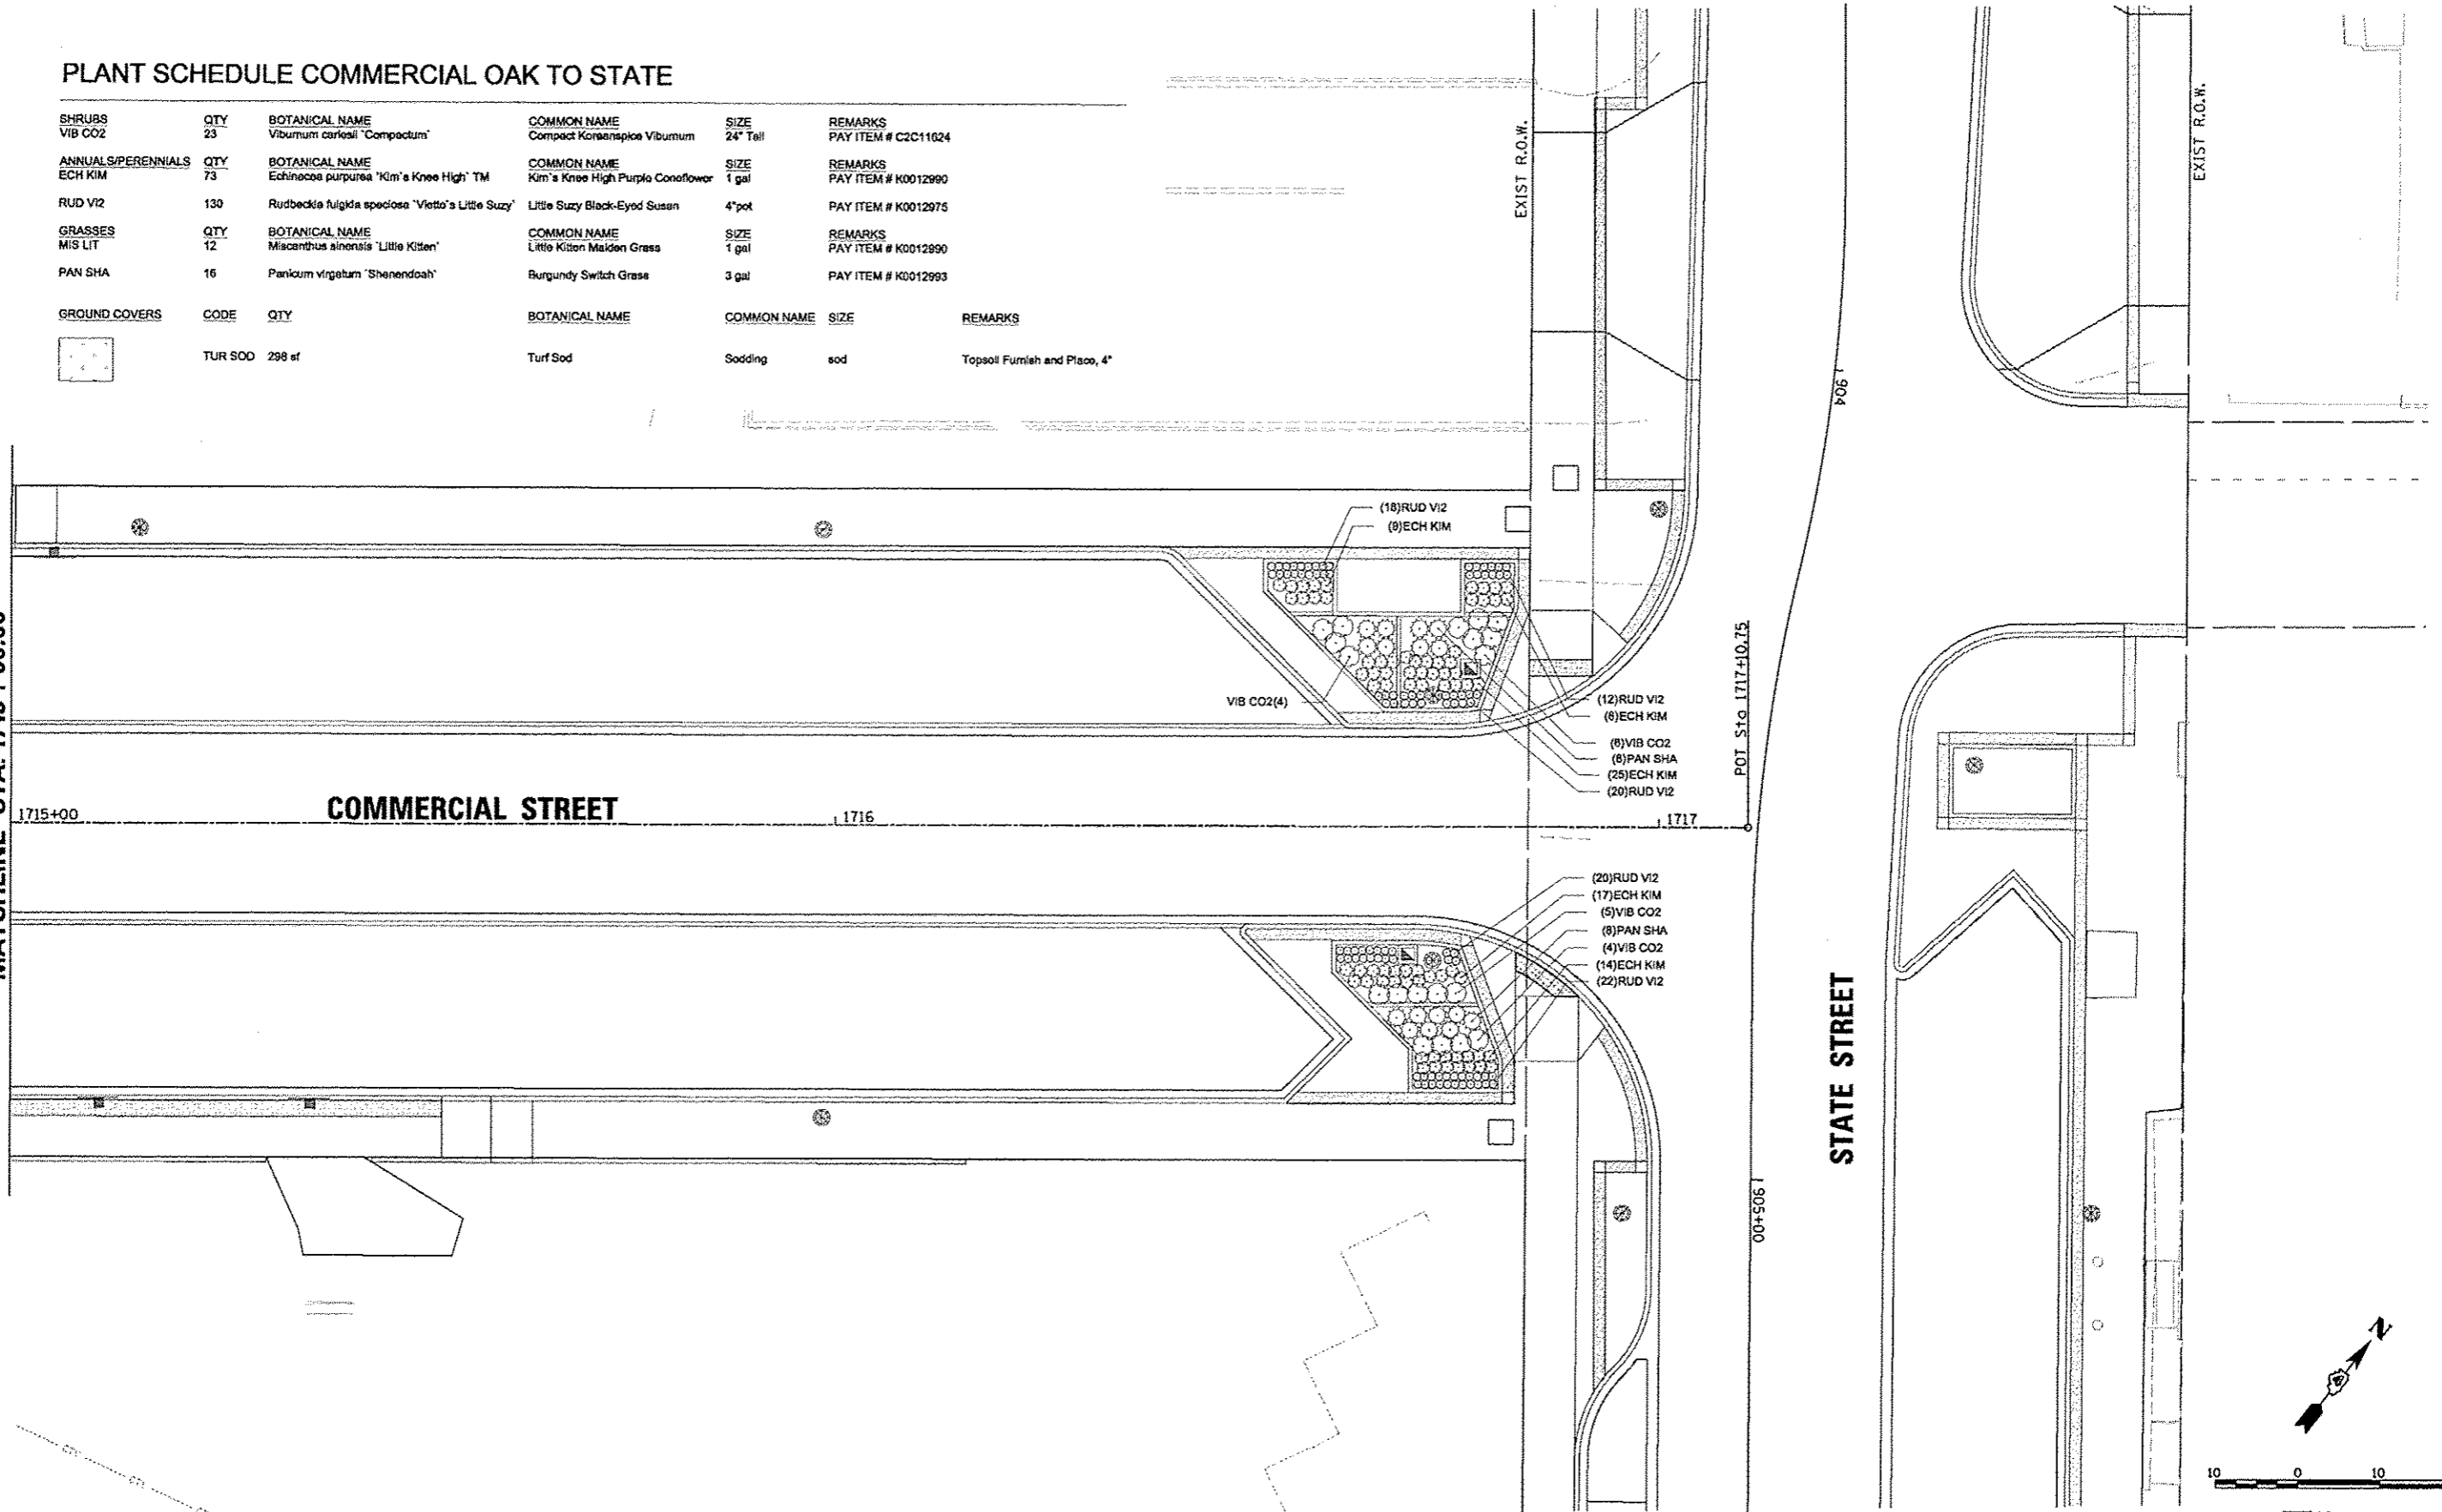 PLANT SCHEDULE COMMERCIAL OAK TO STATE
SHRUBS QTY BOTANICAL NAME COMMON NAME SIZE REMARKS
VIB CO2 23 Viburnum carlesii `Compactum` Compact Koreanspice Viburnum 24" Tall PAY ITEM # C2C11624
ANNUALS/PERENNIALS QTY BOTANICAL NAME COMMON NAME SIZE REMARKS
ECH KIM 73 Echinacea purpurea `Kim`s Knee High` TM Kim`s Knee High Purple Coneflower 1 gal PAY ITEM # K0012990
RUD VI2 130 Rudbeckia fulgida speciosa `Viette`s Little Suzy` Little Suzy Black-Eyed Susan 4"pot PAY ITEM # K0012975
GRASSES QTY BOTANICAL NAME COMMON NAME SIZE REMARKS
MIS LIT 12 Miscanthus sinensis `Little Kitten` Little Kitten Maiden Grass 1 gal PAY ITEM # K0012990
PAN SHA 16 Panicum virgatum `Shenendoah` Burgundy Switch Grass 3 gal PAY ITEM # K0012993
GROUND COVERS CODE QTY BOTANICAL NAME COMMON NAME SIZE REMARKS
TUR SOD 298 sf Turf Sod Sodding sod Topsoil Furnish and Place, 4"
EXIST R.O.W.
EXIST R.O.W.
904
(18)RUD VI2
(9)ECH KIM
VIB CO2(4)
(12)RUD VI2
(8)ECH KIM
(6)VIB CO2
(8)PAN SHA
(25)ECH KIM
(20)RUD VI2
POT Sta 1717+10.75
1715+00
COMMERCIAL STREET
1716
1717
(20)RUD VI2
(17)ECH KIM
(5)VIB CO2
(8)PAN SHA
(4)VIB CO2
(14)ECH KIM
(22)RUD VI2
STATE STREET
905+00
N
10 0 10